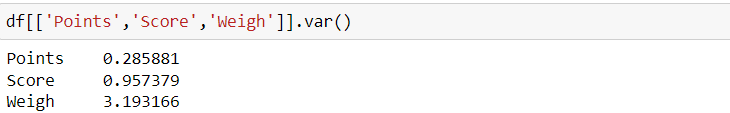 df[['Points','Score','Weigh']].var()
Points    0.285881
Score     0.957379
Weigh     3.193166